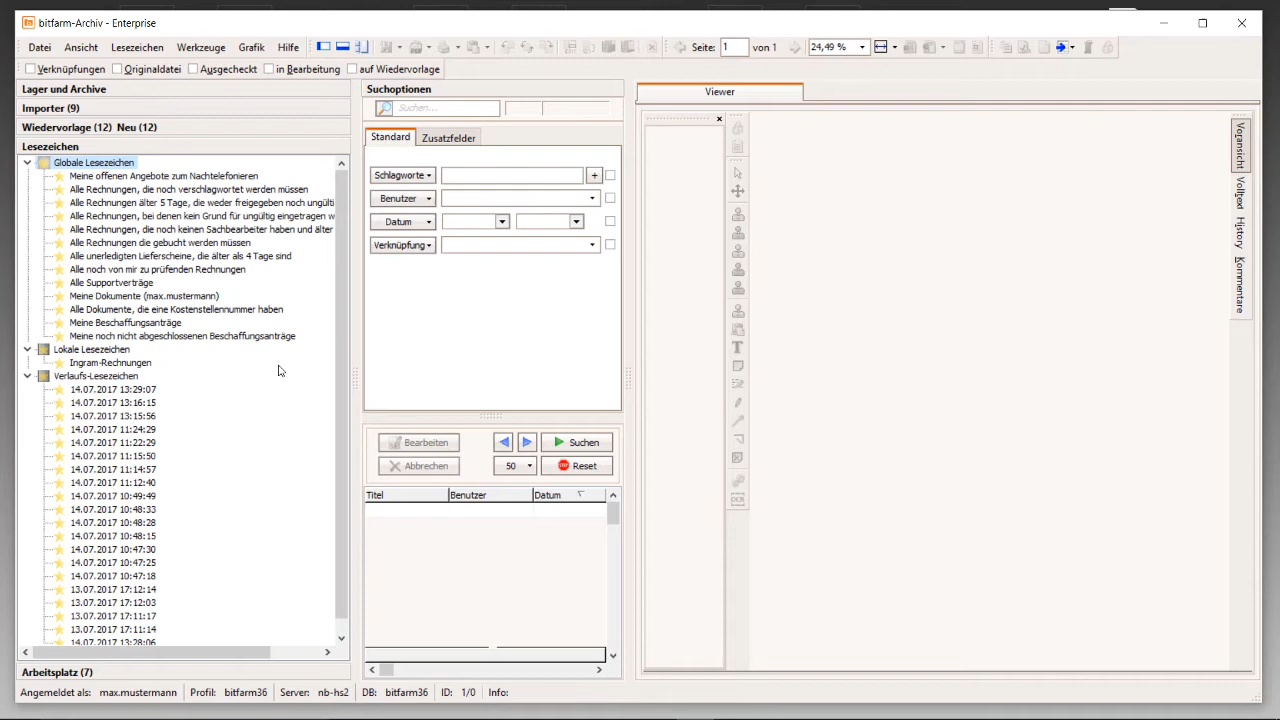 bitfarm-Archiv - Enterprise
Datei Ansicht Lesezeichen Werkzeuge Grafik Hilfe Seite: 1 von 1 24,49 %
Verknüpfungen Originaldatei Ausgecheckt in Bearbeitung auf Wiedervorlage
Lager und Archive
Importer (9)
Wiedervorlage (12) Neu (12)
Lesezeichen
Globale Lesezeichen
Meine offenen Angebote zum Nachtelefonieren
Alle Rechnungen, die noch verschlagwortet werden müssen
Alle Rechnungen älter 5 Tage, die weder freigegeben noch ungülti
Alle Rechnungen, bei denen kein Grund für ungültig eingetragen w
Alle Rechnungen, die noch keinen Sachbearbeiter haben und älter
Alle Rechnungen die gebucht werden müssen
Alle unerledigten Lieferscheine, die älter als 4 Tage sind
Alle noch von mir zu prüfenden Rechnungen
Alle Supportverträge
Meine Dokumente (max.mustermann)
Alle Dokumente, die eine Kostenstellennummer haben
Meine Beschaffungsanträge
Meine noch nicht abgeschlossenen Beschaffungsanträge
Lokale Lesezeichen
Ingram-Rechnungen
Verlaufs-Lesezeichen
14.07.2017 13:29:07
14.07.2017 13:16:15
14.07.2017 13:15:56
14.07.2017 11:24:29
14.07.2017 11:22:29
14.07.2017 11:15:50
14.07.2017 11:14:57
14.07.2017 11:12:40
14.07.2017 10:49:49
14.07.2017 10:48:33
14.07.2017 10:48:28
14.07.2017 10:48:15
14.07.2017 10:47:30
14.07.2017 10:47:25
14.07.2017 10:47:18
13.07.2017 17:12:14
13.07.2017 17:12:03
13.07.2017 17:11:17
13.07.2017 17:11:14
14.07.2017 13:28:06
Arbeitsplatz (7)
Suchoptionen
Suchen...
Standard Zusatzfelder
Schlagworte +
Benutzer
Datum
Verknüpfung
Bearbeiten Suchen
Abbrechen 50 STOP Reset
Titel Benutzer Datum
Viewer
Voransicht
Volltext
History
Kommentare
OCR
Angemeldet als: max.mustermann Profil: bitfarm36 Server: nb-hs2 DB: bitfarm36 ID: 1/0 Info: